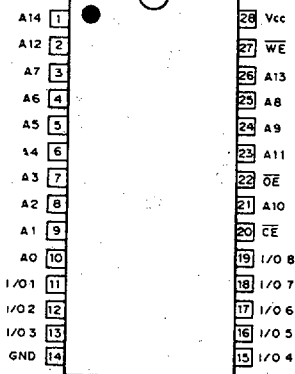 A14 1 28 Vcc
A12 2 27 WE
A7 3 26 A13
A6 4 25 A8
A5 5 24 A9
A4 6 23 A11
A3 7 22 OE
A2 8 21 A10
A1 9 20 CE
A0 10 19 I/O 8
I/O1 11 18 I/O 7
I/O2 12 17 I/O 6
I/O3 13 16 I/O 5
GND 14 15 I/O 4